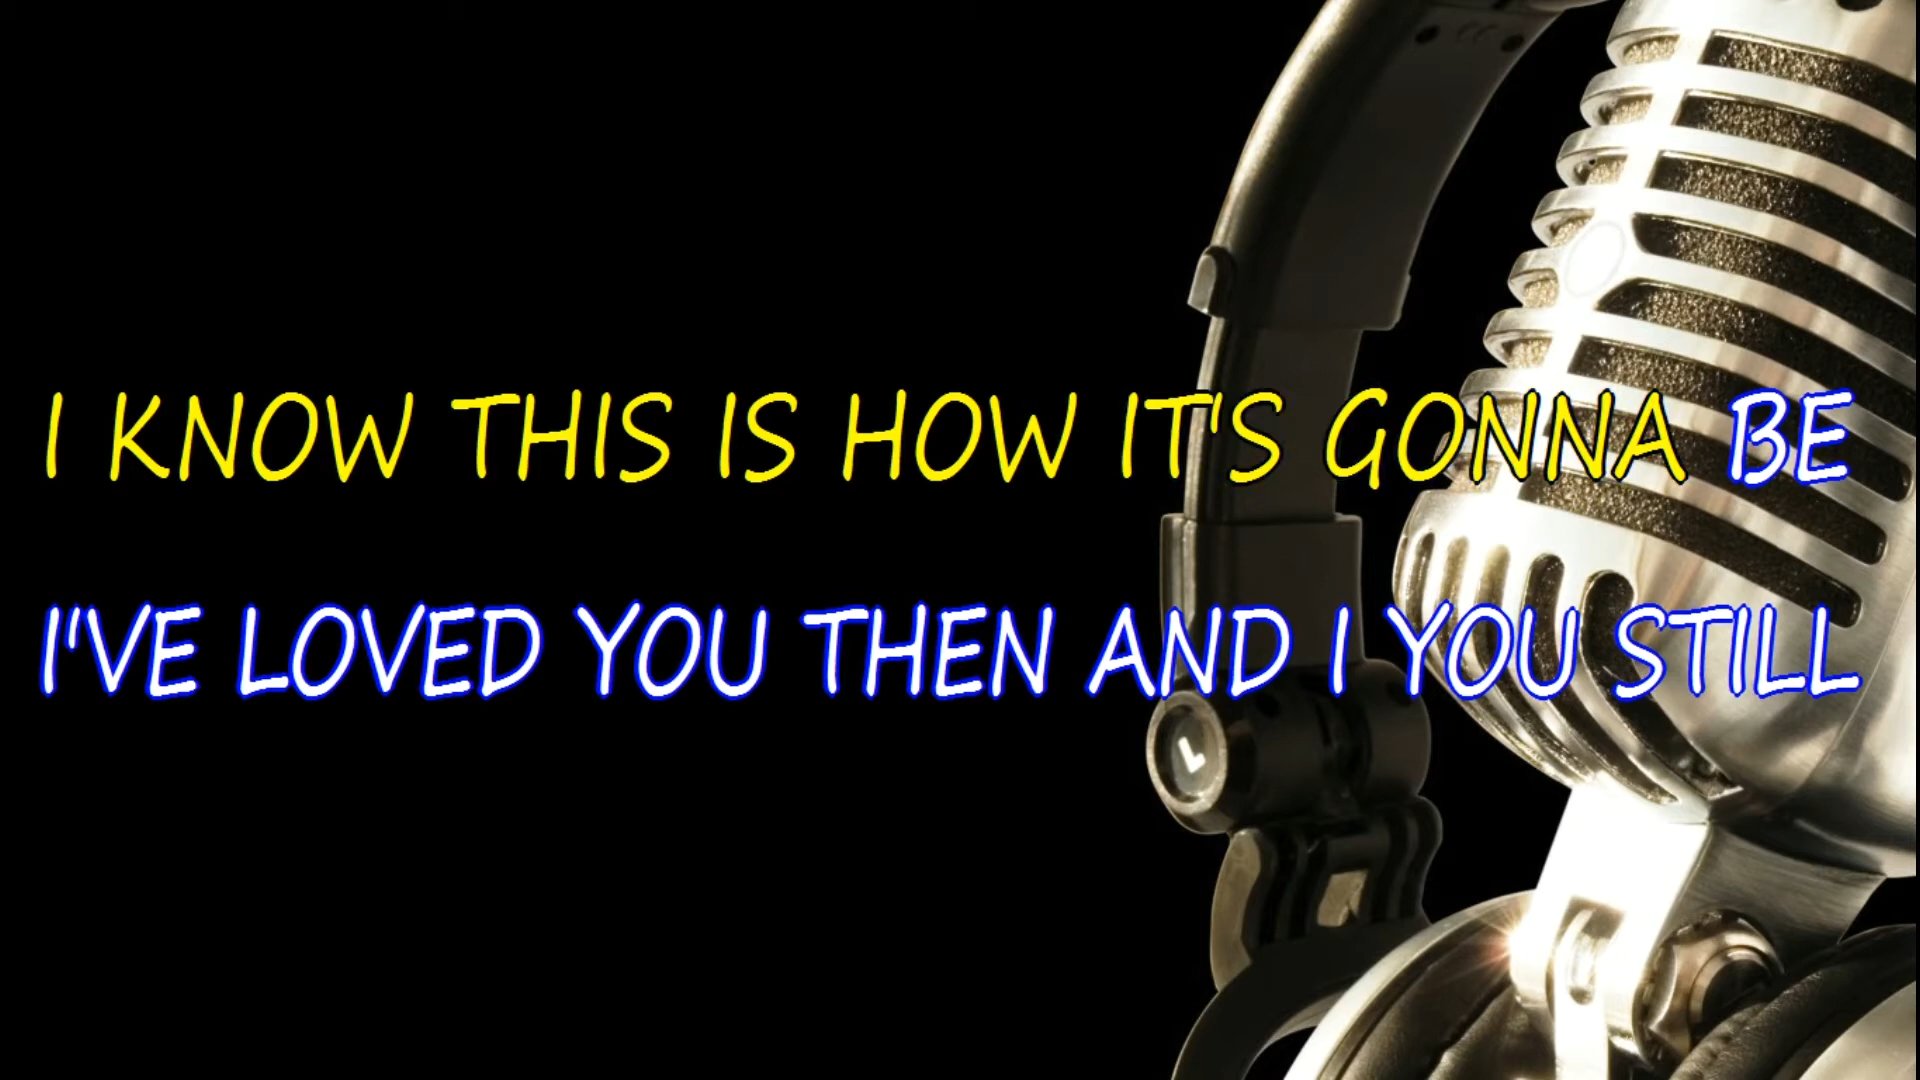 I KNOW THIS IS HOW IT'S GONNA BE
I'VE LOVED YOU THEN AND I YOU STILL
L